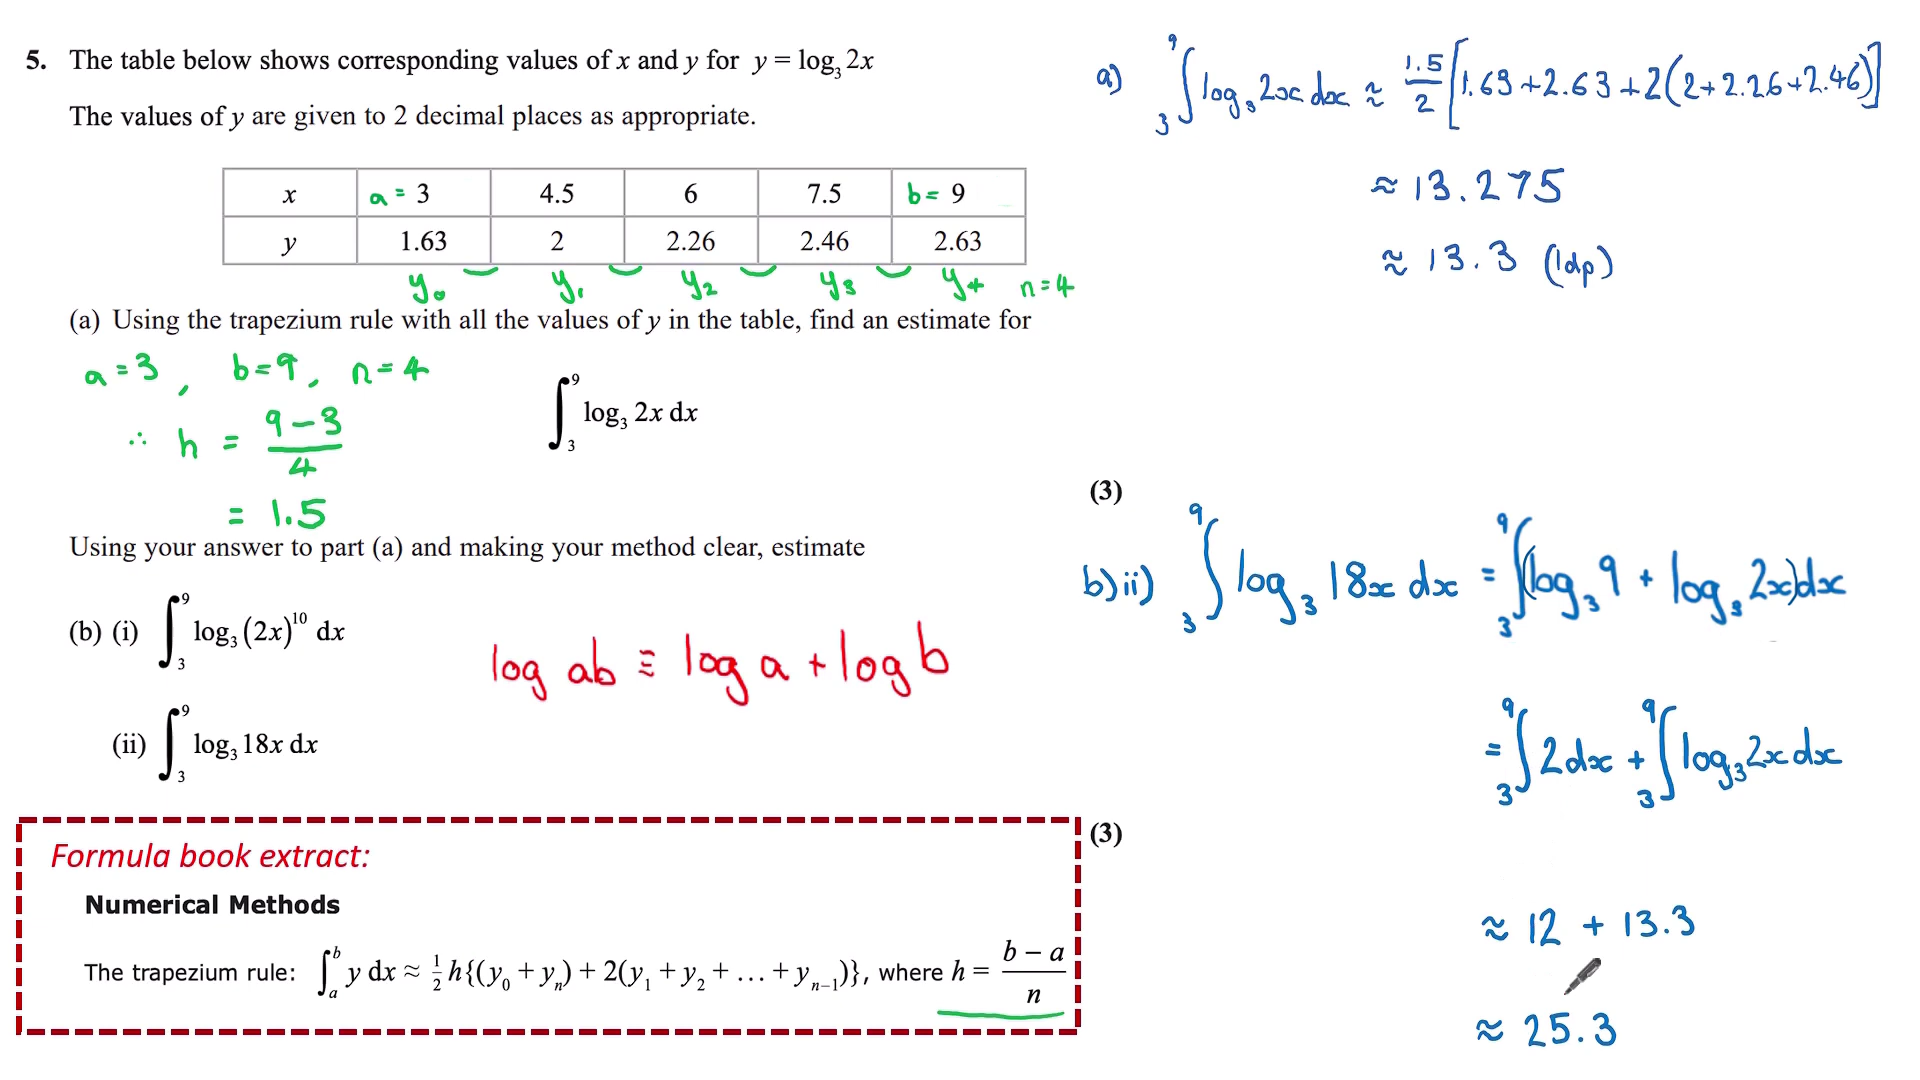 5. The table below shows corresponding values of x and y for y = log₃ 2x
The values of y are given to 2 decimal places as appropriate.
x a = 3 4.5 6 7.5 b = 9
y 1.63 2 2.26 2.46 2.63
y₀ y₁ y₂ y₃ y₄ n = 4
(a) Using the trapezium rule with all the values of y in the table, find an estimate for
a = 3 , b = 9 , n = 4
∴ h = (9 − 3)/4
= 1.5
∫₃⁹ log₃ 2x dx
(3)
Using your answer to part (a) and making your method clear, estimate
(b) (i) ∫₃⁹ log₃ (2x)¹⁰ dx
(ii) ∫₃⁹ log₃ 18x dx
(3)
log ab ≡ log a + log b
Formula book extract:
Numerical Methods
The trapezium rule: ∫ₐᵇ y dx ≈ ½ h{(y₀ + yₙ) + 2(y₁ + y₂ + … + yₙ₋₁)}, where h = (b − a)/n
a) ∫₃⁹ log₃ 2x dx ≈ 1.5/2 [1.63 + 2.63 + 2(2 + 2.26 + 2.46)]
≈ 13.275
≈ 13.3 (1dp)
b) ii) ∫₃⁹ log₃ 18x dx = ∫₃⁹ (log₃ 9 + log₃ 2x) dx
= ∫₃⁹ 2 dx + ∫₃⁹ log₃ 2x dx
≈ 12 + 13.3
≈ 25.3